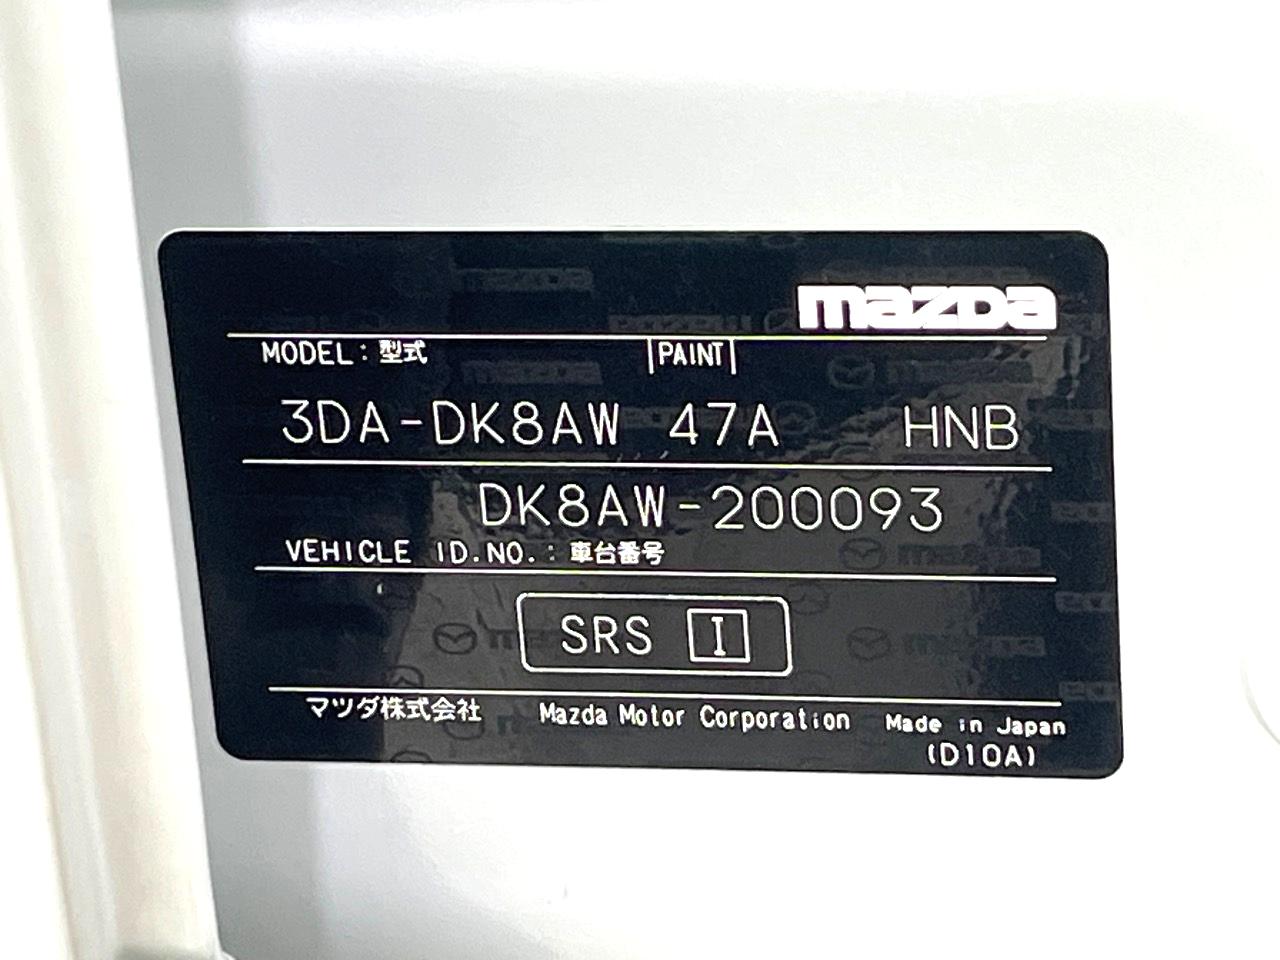 mazda
MODEL : 型式 PAINT
3DA-DK8AW 47A HNB
DK8AW-200093
VEHICLE ID.NO. : 車台番号
SRS I
マツダ株式会社 Mazda Motor Corporation Made in Japan
(D10A)